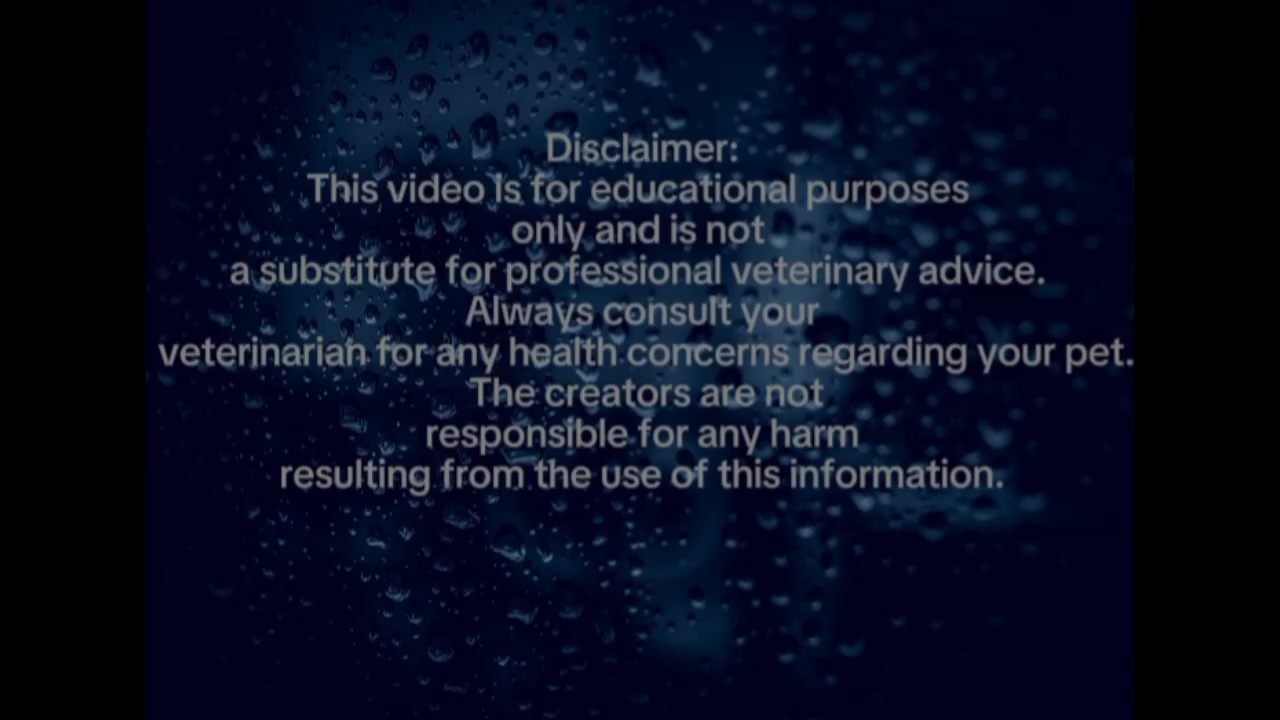 Disclaimer:
This video is for educational purposes
only and is not
a substitute for professional veterinary advice.
Always consult your
veterinarian for any health concerns regarding your pet.
The creators are not
responsible for any harm
resulting from the use of this information.